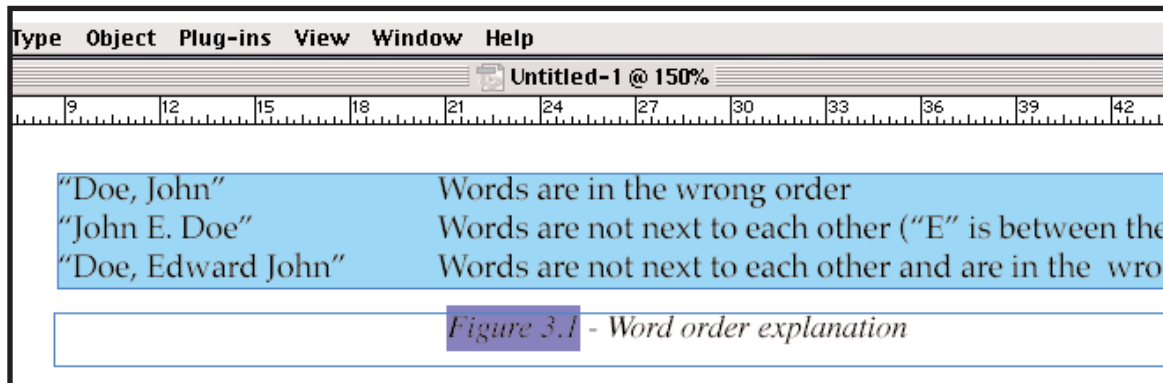 Type Object Plug-ins View Window Help
Untitled-1 @ 150%
9 12 15 18 21 24 27 30 33 36 39 42
“Doe, John” Words are in the wrong order
“John E. Doe” Words are not next to each other (“E” is between the
“Doe, Edward John” Words are not next to each other and are in the wro
Figure 3.1 - Word order explanation